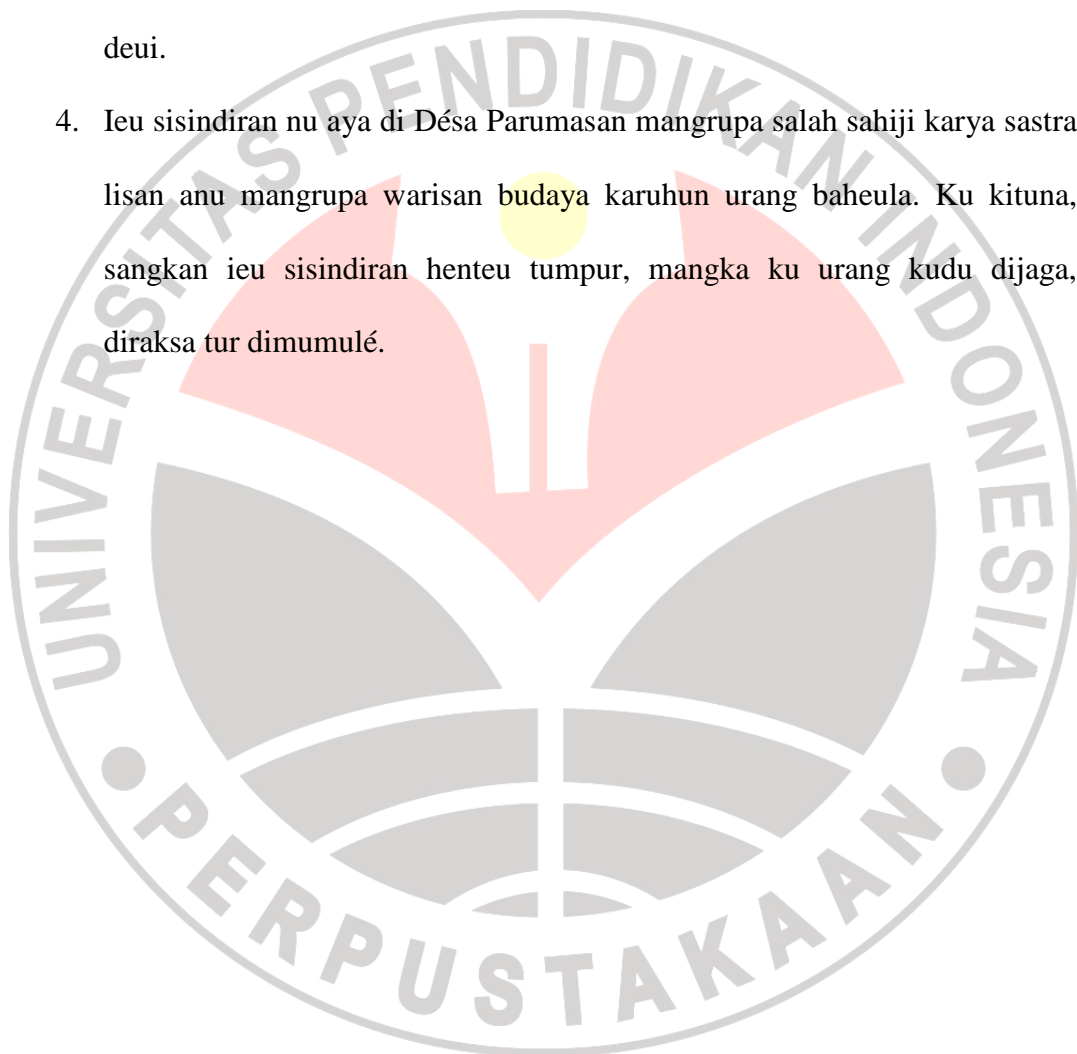 deui.
4. Ieu sisindiran nu aya di Désa Parumasan mangrupa salah sahiji karya sastra
lisan anu mangrupa warisan budaya karuhun urang baheula. Ku kituna,
sangkan ieu sisindiran henteu tumpur, mangka ku urang kudu dijaga,
diraksa tur dimumulé.
UNIVERSITAS PENDIDIKAN INDONESIA
PERPUSTAKAAN